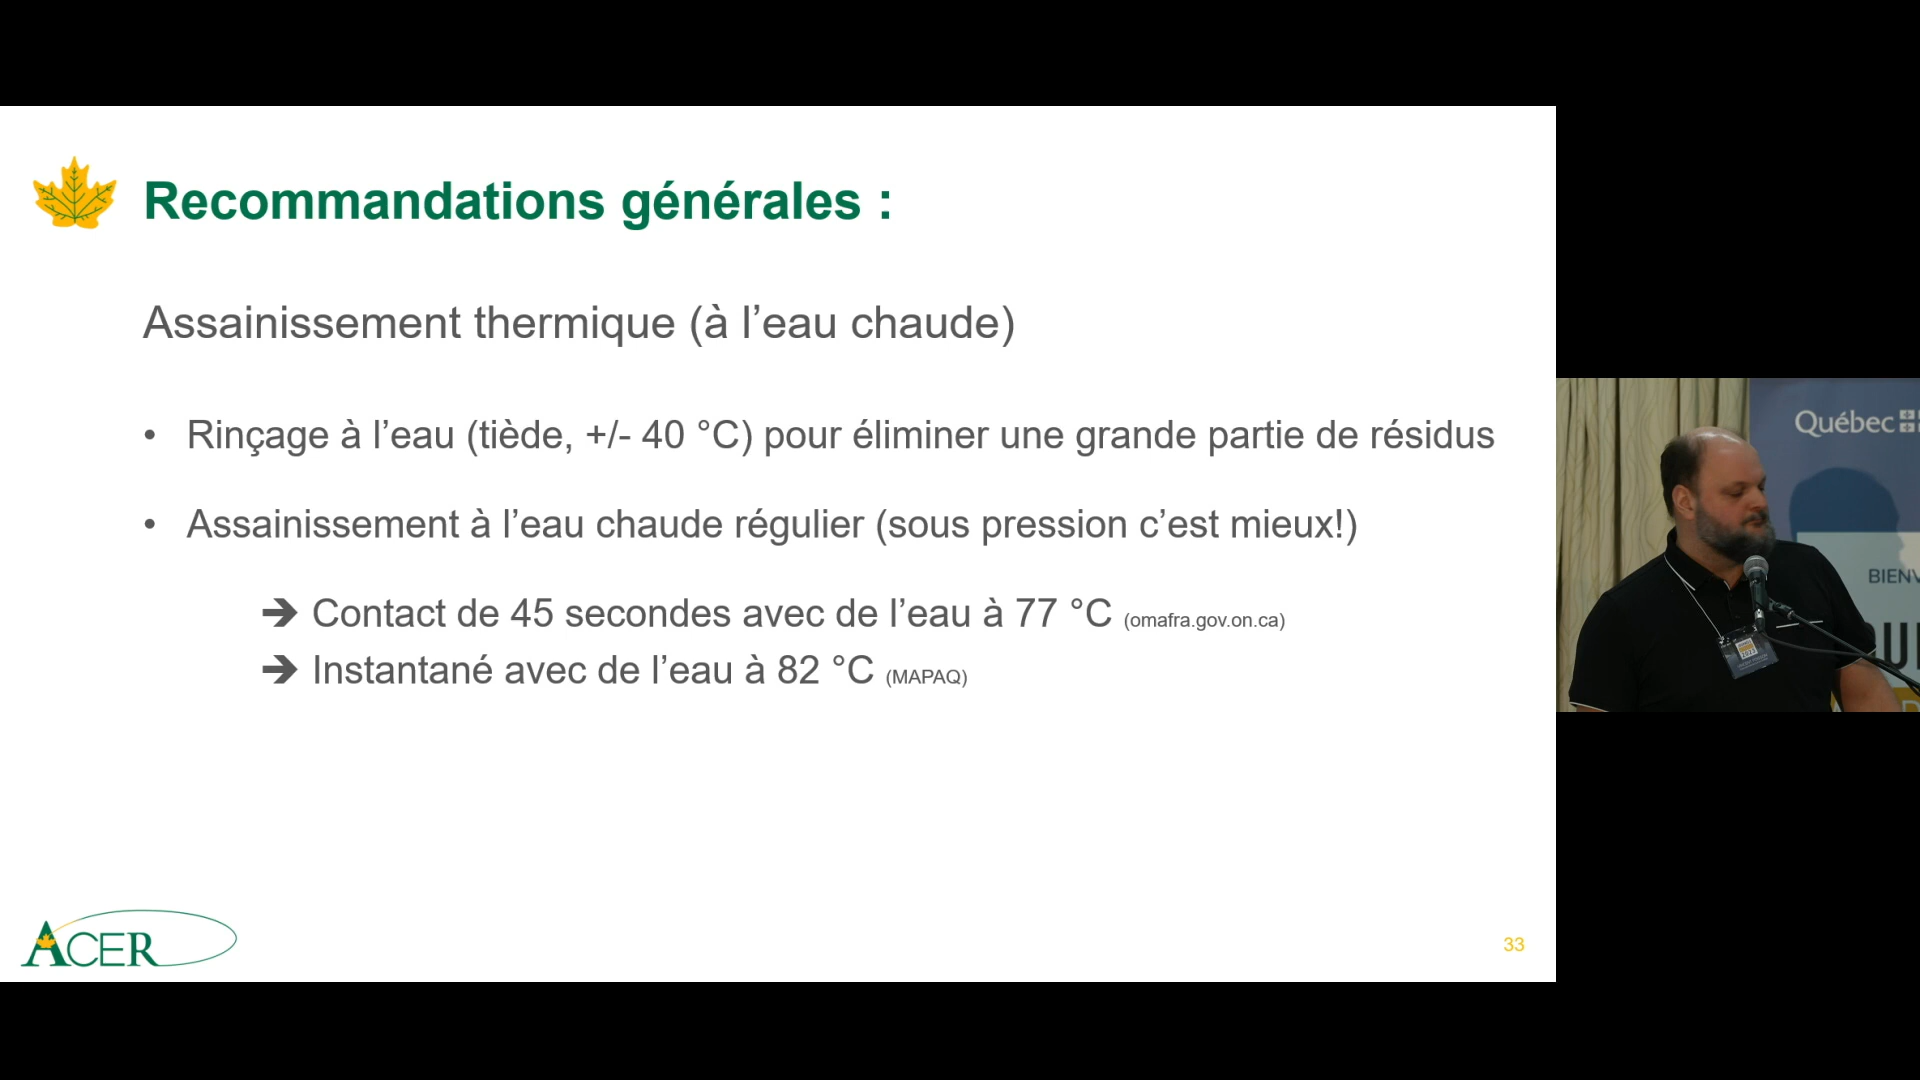 Recommandations générales :
Assainissement thermique (à l’eau chaude)
• Rinçage à l’eau (tiède, +/- 40 °C) pour éliminer une grande partie de résidus
• Assainissement à l’eau chaude régulier (sous pression c’est mieux!)
➔ Contact de 45 secondes avec de l’eau à 77 °C (omafra.gov.on.ca)
➔ Instantané avec de l’eau à 82 °C (MAPAQ)
ACER
33
Québec
BIENV